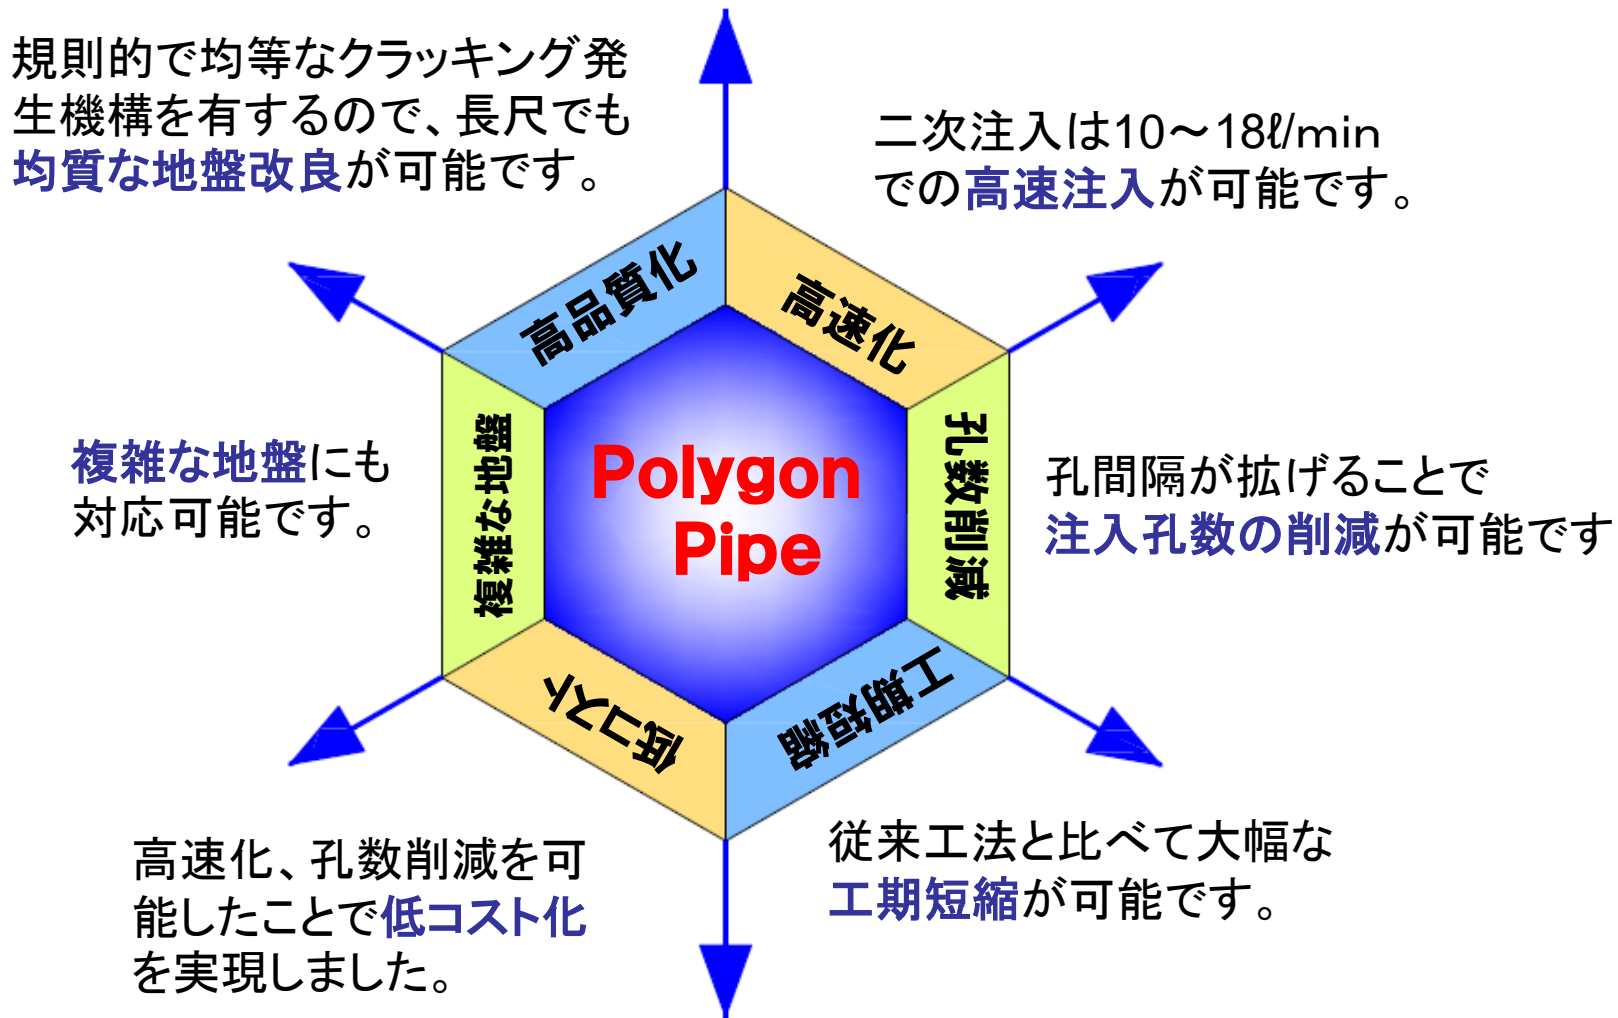 規則的で均等なクラッキング発
生機構を有するので、長尺でも
均質な地盤改良が可能です。
二次注入は10～18ℓ/min
での高速注入が可能です。
高品質化
高速化
複雑な地盤にも
対応可能です。
複雑な地盤
Polygon
Pipe
孔数削減
孔間隔が拡げることで
注入孔数の削減が可能です
低コスト
工期短縮
高速化、孔数削減を可
能したことで低コスト化
を実現しました。
従来工法と比べて大幅な
工期短縮が可能です。